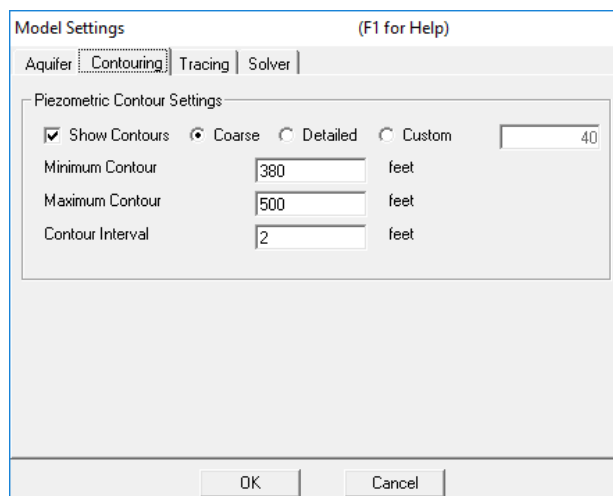 Model Settings (F1 for Help)
Aquifer Contouring Tracing Solver
Piezometric Contour Settings
Show Contours Coarse Detailed Custom 40
Minimum Contour 380 feet
Maximum Contour 500 feet
Contour Interval 2 feet
OK Cancel